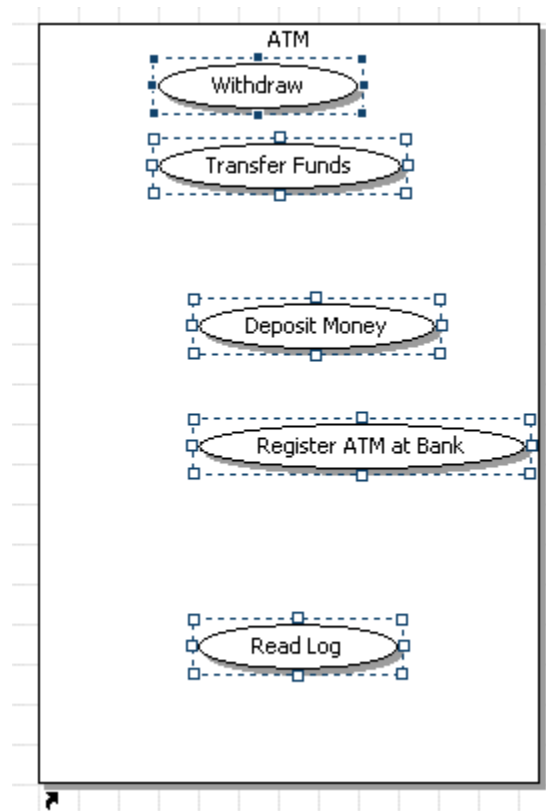 ATM
Withdraw
Transfer Funds
Deposit Money
Register ATM at Bank
Read Log